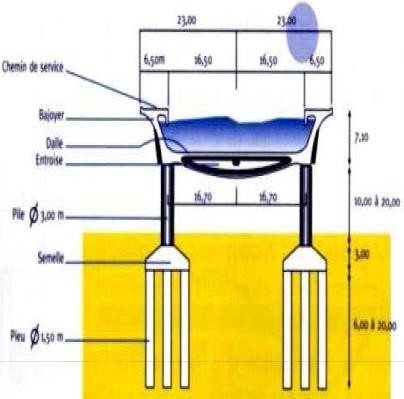 23,00 23,00
6,50m 16,50 16,50 6,50
Chemin de service
Bajoyer
Dalle
Entroise
7,10
16,70 16,70
10,00 à 20,00
Pile Ø 3,00 m
Semelle
3,00
Pieu Ø 1,50 m
6,00 à 20,00